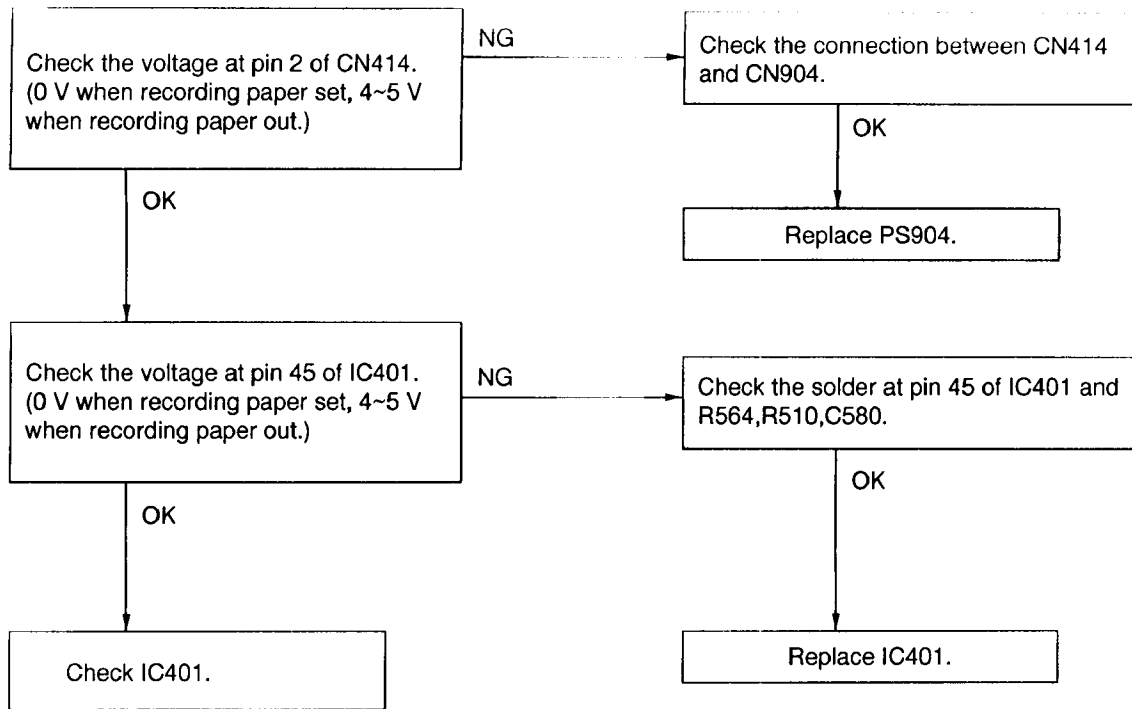 Check the voltage at pin 2 of CN414.
(0 V when recording paper set, 4~5 V
when recording paper out.)
NG
Check the connection between CN414
and CN904.
OK
Replace PS904.
OK
Check the voltage at pin 45 of IC401.
(0 V when recording paper set, 4~5 V
when recording paper out.)
NG
Check the solder at pin 45 of IC401 and
R564,R510,C580.
OK
Replace IC401.
OK
Check IC401.